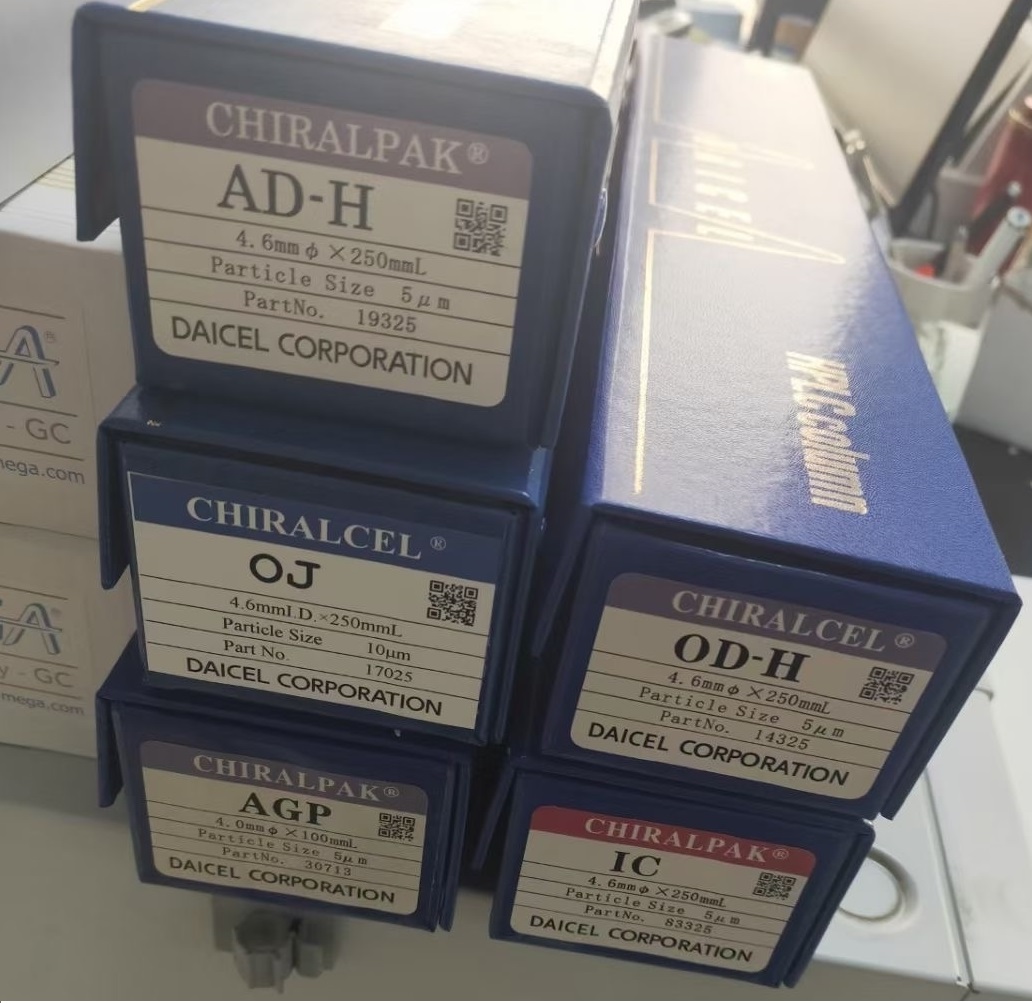 CHIRALPAK®
AD-H
4.6mmφ×250mmL
Particle Size 5μm
PartNo. 19325
DAICEL CORPORATION
CHIRALCEL®
OJ
4.6mmI.D.×250mmL
Particle Size 10μm
Part No. 17025
DAICEL CORPORATION
CHIRALPAK®
AGP
4.0mmφ×100mmL
Particle Size 5μm
PartNo. 30713
DAICEL CORPORATION
HPLC column
CHIRALCEL®
OD-H
4.6mmφ×250mmL
Particle Size 5μm
PartNo. 14325
DAICEL CORPORATION
CHIRALPAK®
IC
4.6mmφ×250mmL
Particle Size 5μm
PartNo. 83325
DAICEL CORPORATION
A®
- GC
mega.com
A®
y - GC
mega.com